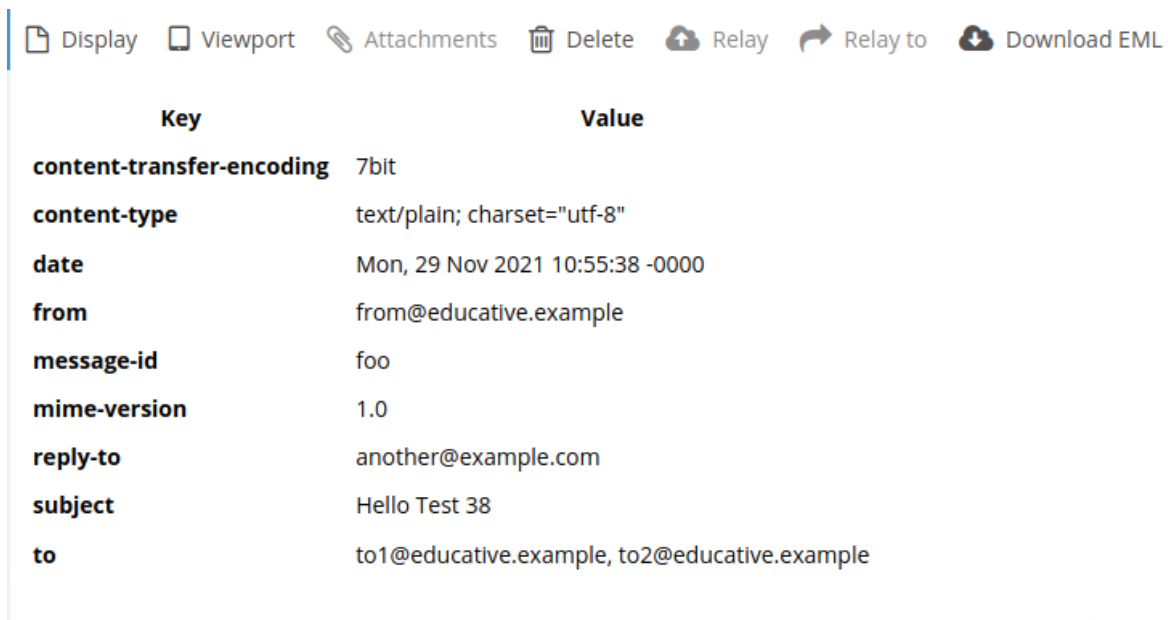 Display Viewport Attachments Delete Relay Relay to Download EML
Key Value
content-transfer-encoding 7bit
content-type text/plain; charset="utf-8"
date Mon, 29 Nov 2021 10:55:38 -0000
from from@educative.example
message-id foo
mime-version 1.0
reply-to another@example.com
subject Hello Test 38
to to1@educative.example, to2@educative.example